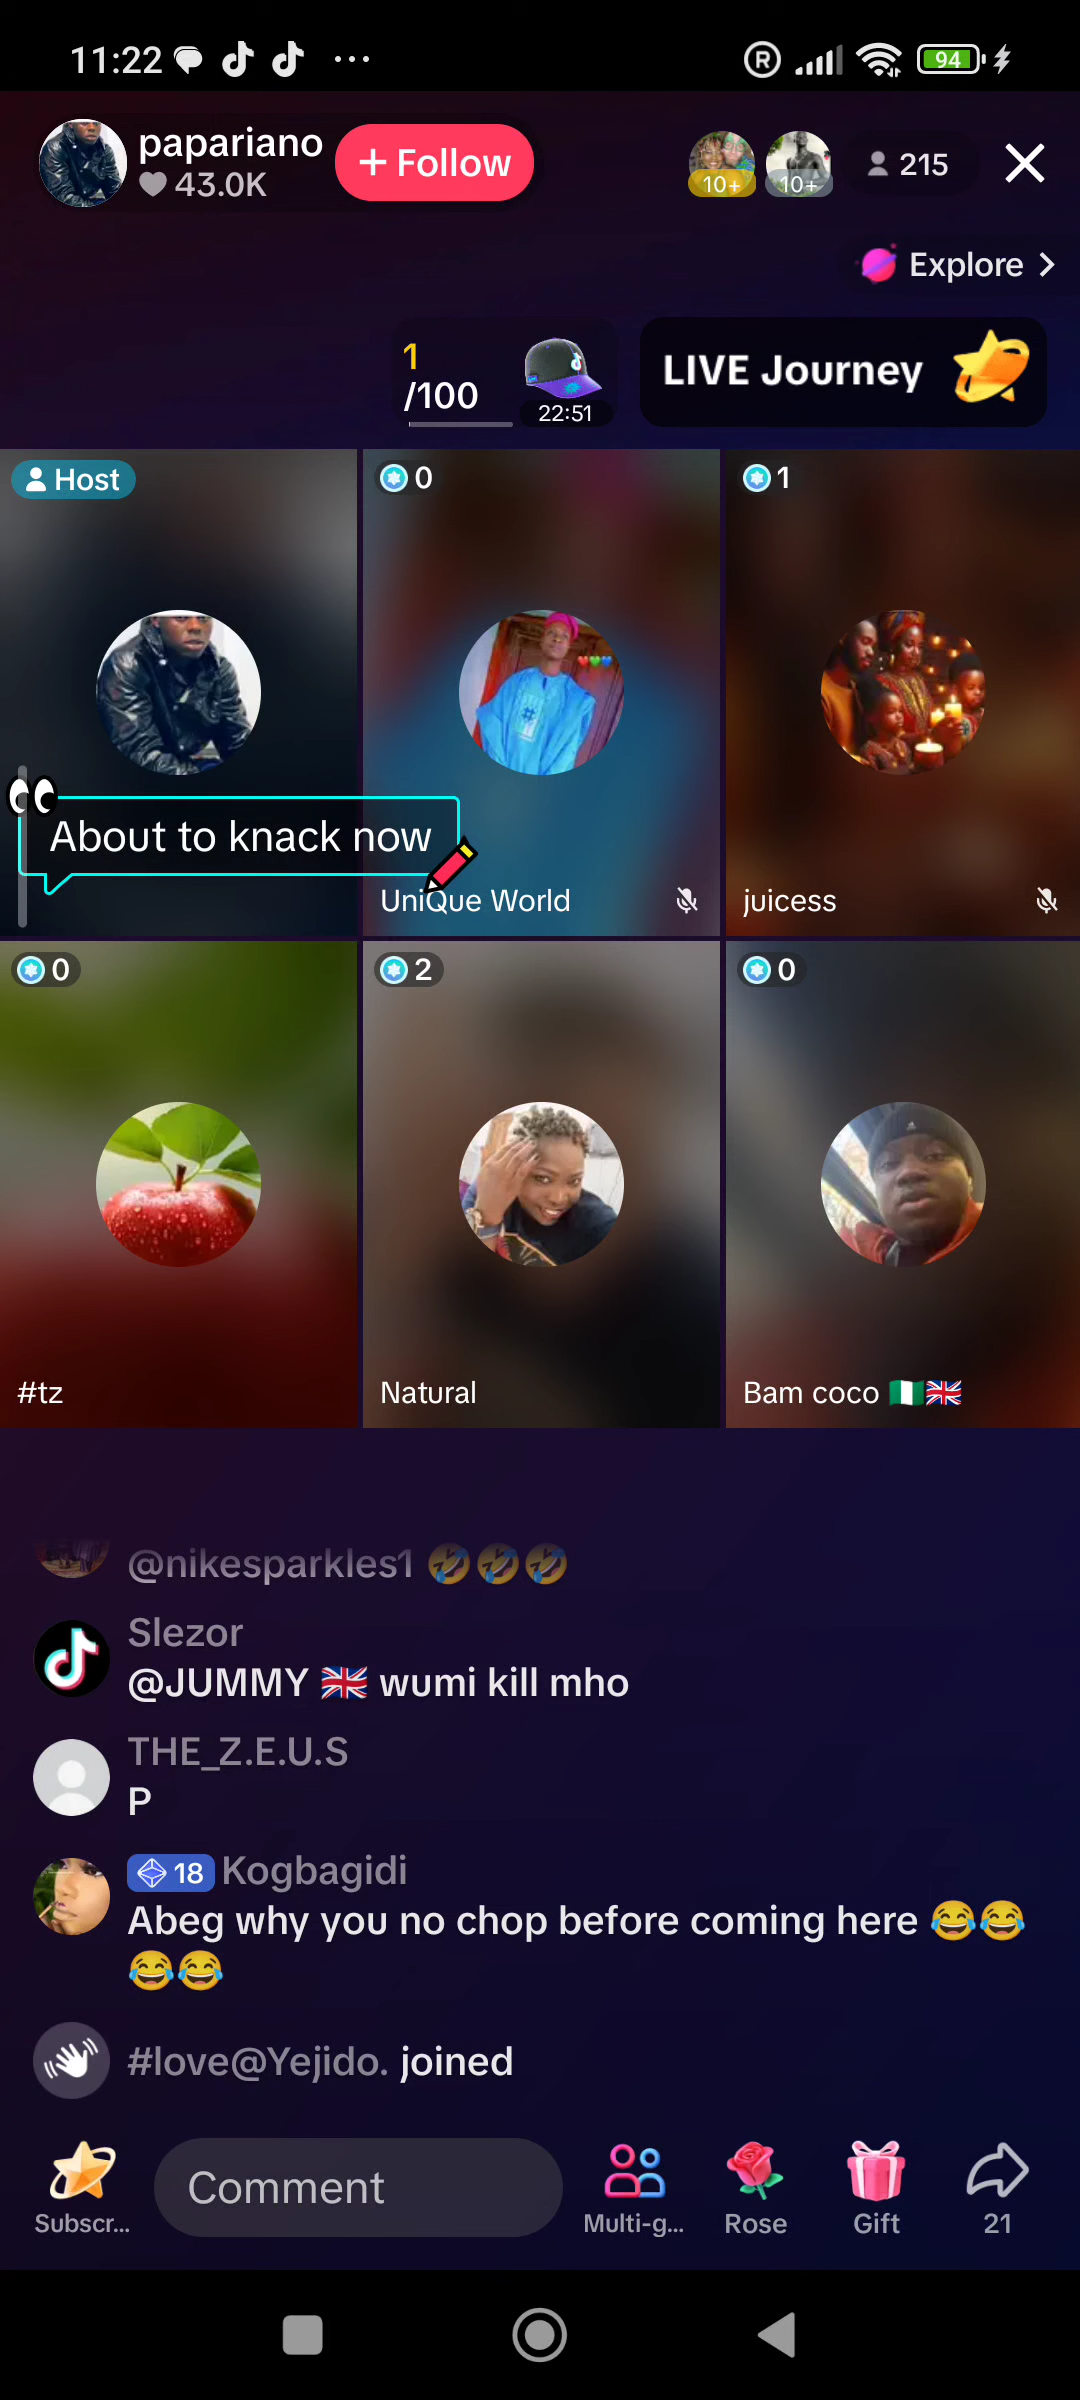 11:22
94
papariano
43.0K
+ Follow
10+
10+
215
Explore
1
/100
22:51
LIVE Journey
Host
0
1
About to knack now
UniQue World
juicess
0
2
0
#tz
Natural
Bam coco 🇳🇬🇬🇧
@nikesparkles1 🤣🤣🤣
Slezor
@JUMMY 🇬🇧 wumi kill mho
THE_Z.E.U.S
P
18 Kogbagidi
Abeg why you no chop before coming here 😂😂
😂😂
#love@Yejido. joined
Comment
Subscr...
Multi-g...
Rose
Gift
21